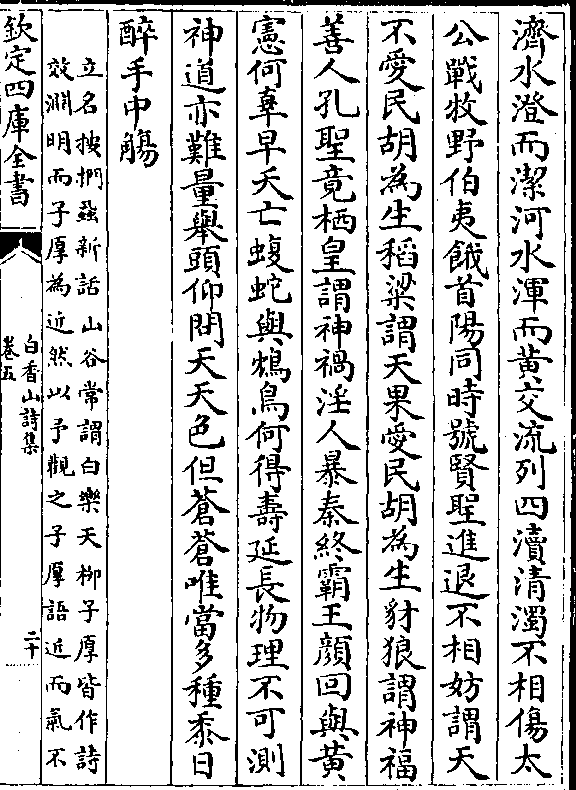 濟水澄而潔河水渾而黃交流列四瀆清濁不相傷太
公戰牧野伯夷餓首陽同時號賢聖進退不相妨謂天
不愛民胡為生稻粱謂天果愛民胡為生豺狼謂神福
善人孔聖竟栖皇謂神禍淫人暴秦終霸王顔回與黃
憲何辜早夭亡蝮蛇與鴆鳥何得壽延長物理不可測
神道亦難量舉頭仰問天天色但蒼蒼唯當多種黍日
醉手中觴
立名按捫蝨新話山谷常謂白樂天栁子厚皆作詩
效淵明而子厚為近然以予觀之子厚語近而氣不
欽定四庫全書
白香山詩集
卷五
二十